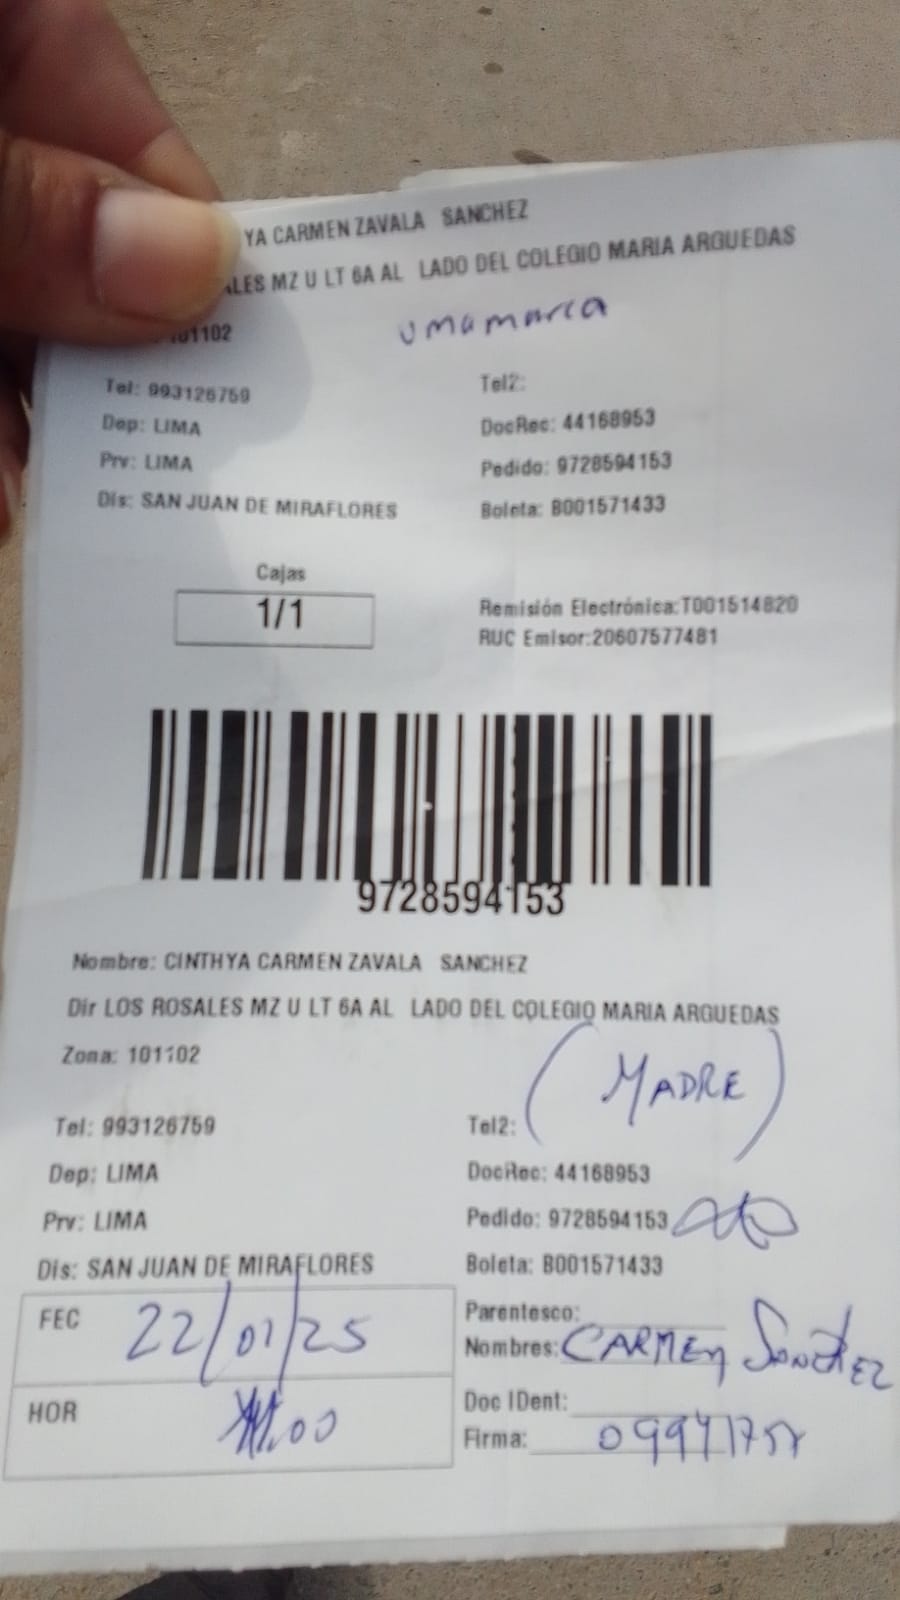 YA CARMEN ZAVALA SANCHEZ
ALES MZ U LT 6A AL LADO DEL COLEGIO MARIA ARGUEDAS
101102 umamarca
Tel: 993126759 Tel2:
Dep: LIMA DocRec: 44168953
Prv: LIMA Pedido: 9728594153
Dis: SAN JUAN DE MIRAFLORES Boleta: B001571433
Cajas
1/1
Remisión Electrónica:T001514820
RUC Emisor:20607577481
9728594153
Nombre: CINTHYA CARMEN ZAVALA SANCHEZ
Dir LOS ROSALES MZ U LT 6A AL LADO DEL COLEGIO MARIA ARGUEDAS
Zona: 101102
(MADRE)
Tel: 993126759 Tel2:
Dep: LIMA DocRec: 44168953
Prv: LIMA Pedido: 9728594153
Dis: SAN JUAN DE MIRAFLORES Boleta: B001571433
FEC 22/01/25 Parentesco:
Nombres: CARMEN SANCHEZ
HOR Doc IDent:
Firma: